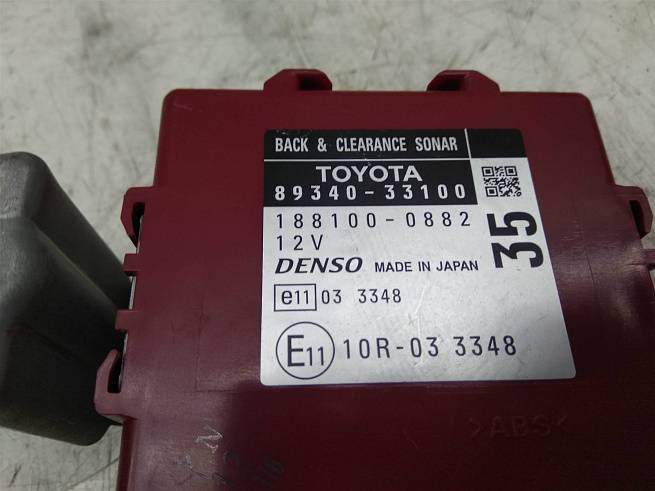 BACK & CLEARANCE SONAR
TOYOTA
89340-33100
188100-0882
12V
35
DENSO MADE IN JAPAN
e11 03 3348
E11 10R-03 3348
>ABS<